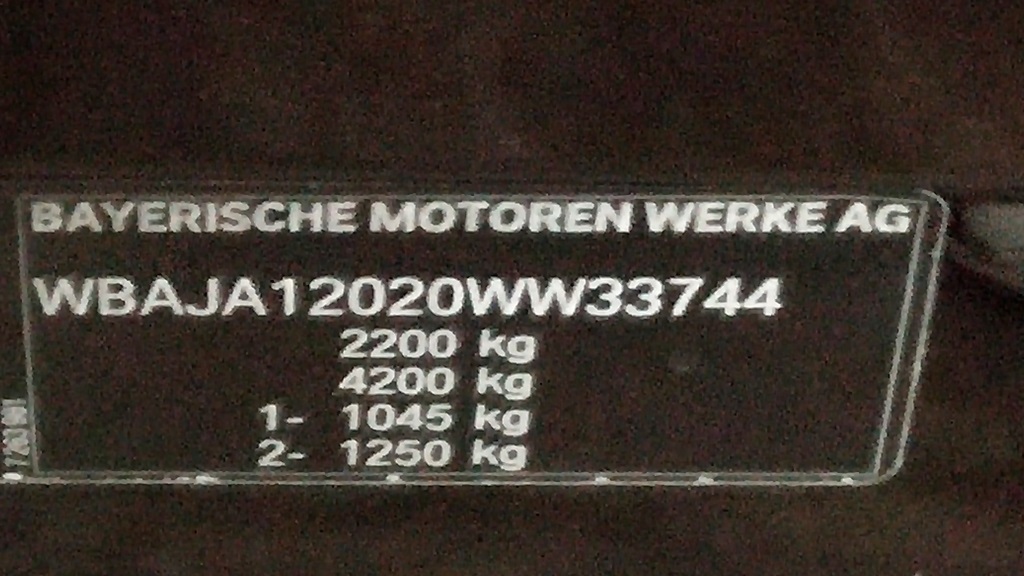 BAYERISCHE MOTOREN WERKE AG
WBAJA12020WW33744
2200 kg
4200 kg
1- 1045 kg
2- 1250 kg